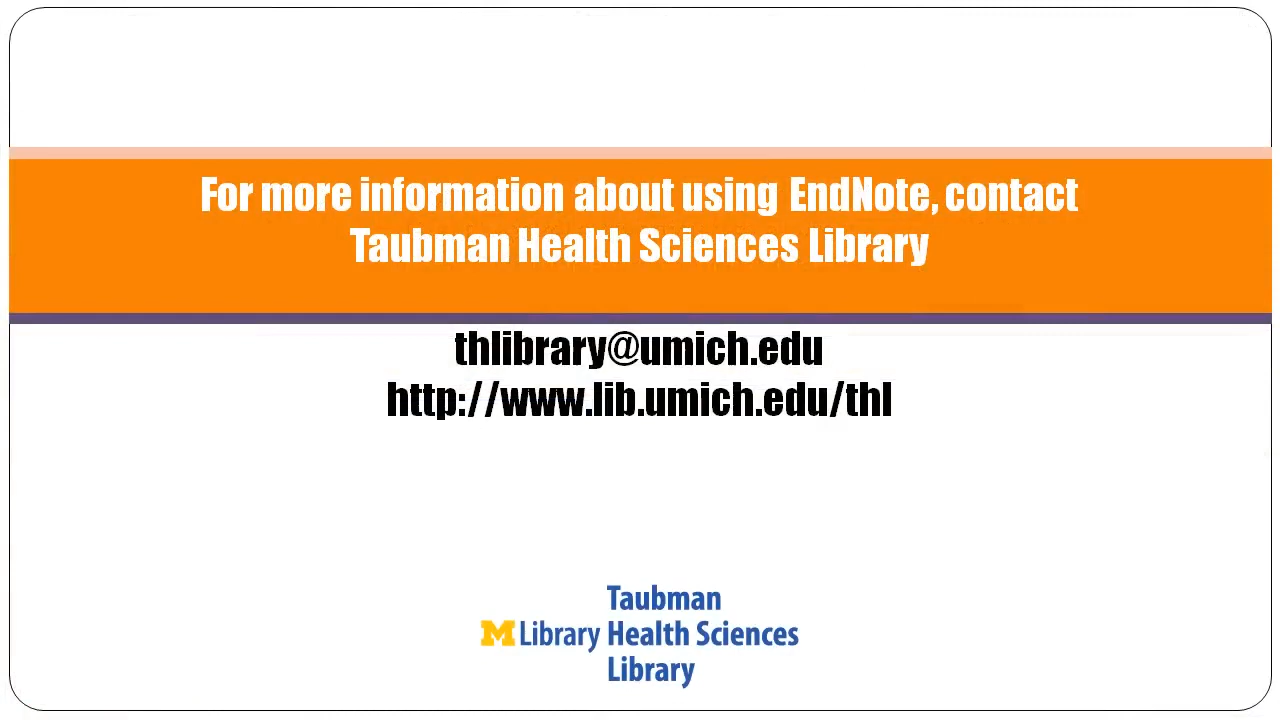 For more information about using EndNote, contact
Taubman Health Sciences Library
thlibrary@umich.edu
http://www.lib.umich.edu/thl
Taubman
M Library Health Sciences
Library